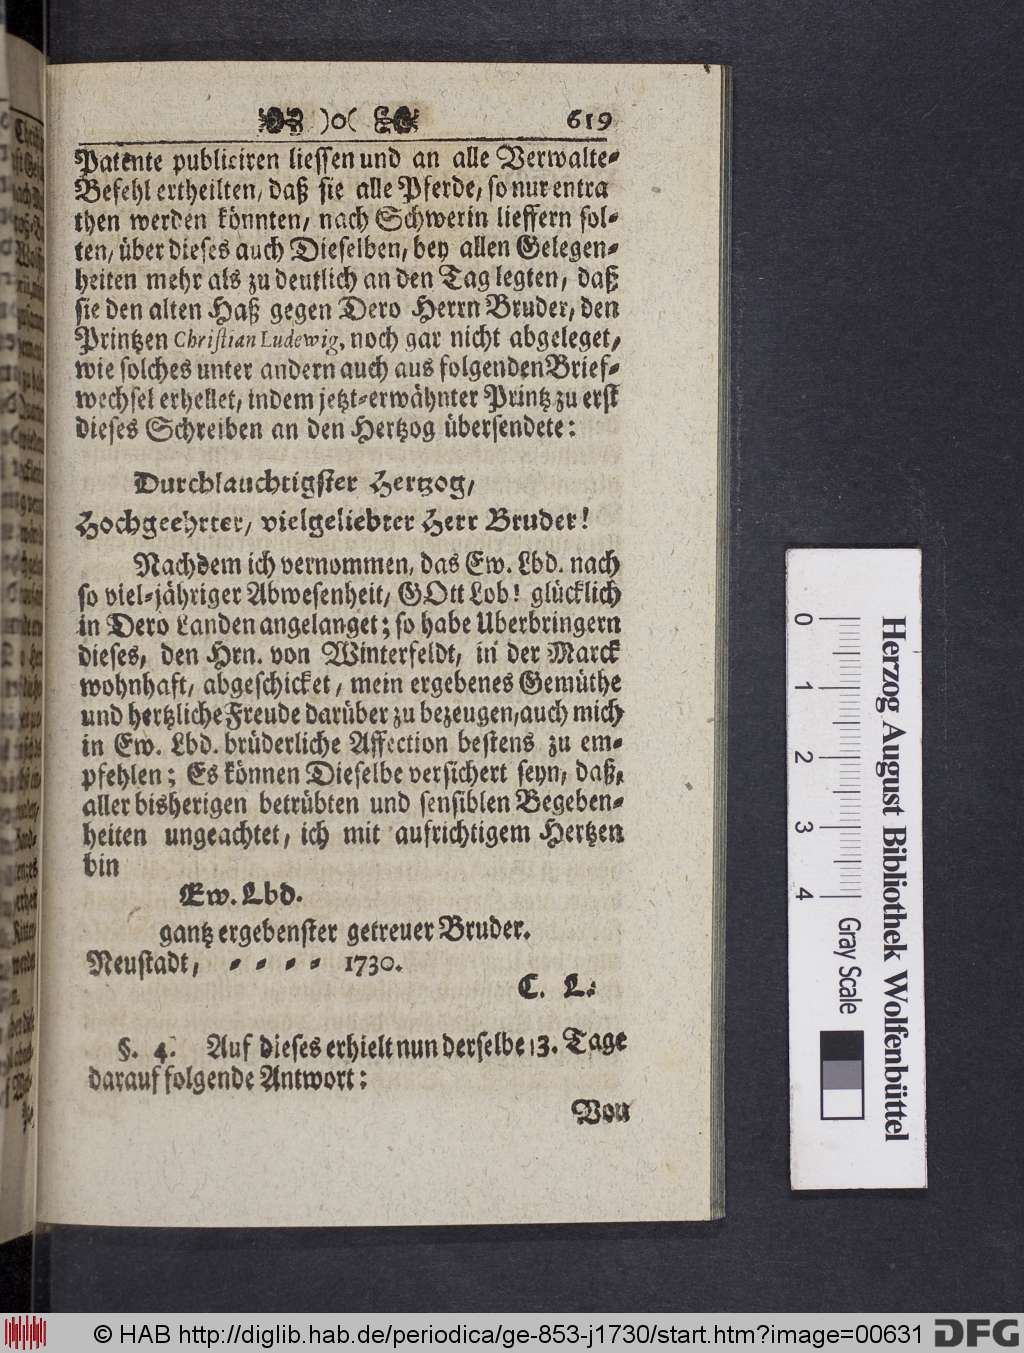 )o( 619
Patente publiciren liessen und an alle Verwalte-
Befehl ertheilten, daß sie alle Pferde, so nur entra
then werden könnten, nach Schwerin lieffern sol-
ten, über dieses auch Dieselben, bey allen Gelegen-
heiten mehr als zu deutlich an den Tag legten, daß
sie den alten Haß gegen Dero Herrn Bruder, den
Printzen Christian Ludewig, noch gar nicht abgeleget,
wie solches unter andern auch aus folgenden Brief-
wechsel erhellet, indem jetzt-erwähnter Printz zu erst
dieses Schreiben an den Hertzog übersendete:
Durchlauchtigster Hertzog,
Hochgeehrter, vielgeliebter Herr Bruder!
Nachdem ich vernommen, das Ew. Lbd. nach
so viel-jähriger Abwesenheit, GOtt Lob! glücklich
in Dero Landen angelanget; so habe Uberbringern
dieses, den Hrn. von Winterfeldt, in der Marck
wohnhaft, abgeschicket, mein ergebenes Gemüthe
und hertzliche Freude darüber zu bezeugen, auch mich
in Ew. Lbd. brüderliche Affection bestens zu em-
pfehlen; Es können Dieselbe versichert seyn, daß,
aller bisherigen betrübten und sensiblen Begeben-
heiten ungeachtet, ich mit aufrichtigem Hertzen
bin
Ew. Lbd.
gantz ergebenster getreuer Bruder.
Neustadt, - - - - 1730.
C. L.
§. 4. Auf dieses erhielt nun derselbe 13. Tage
darauf folgende Antwort:
Von
0 1 2 3 4
Gray Scale
Herzog August Bibliothek Wolfenbüttel
© HAB http://diglib.hab.de/periodica/ge-853-j1730/start.htm?image=00631
DFG